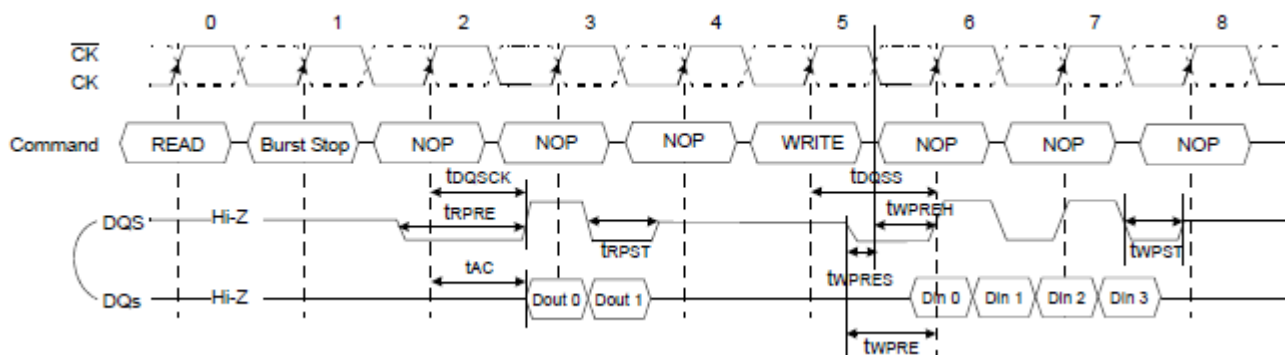 0 1 2 3 4 5 6 7 8
CK
CK
Command READ Burst Stop NOP NOP NOP WRITE NOP NOP NOP
tDQSCK tDQSS
DQS Hi-Z tRPRE tWPREH
tRPST tWPST
tAC tWPRES
DQs Hi-Z Dout 0 Dout 1 Din 0 Din 1 Din 2 Din 3
tWPRE